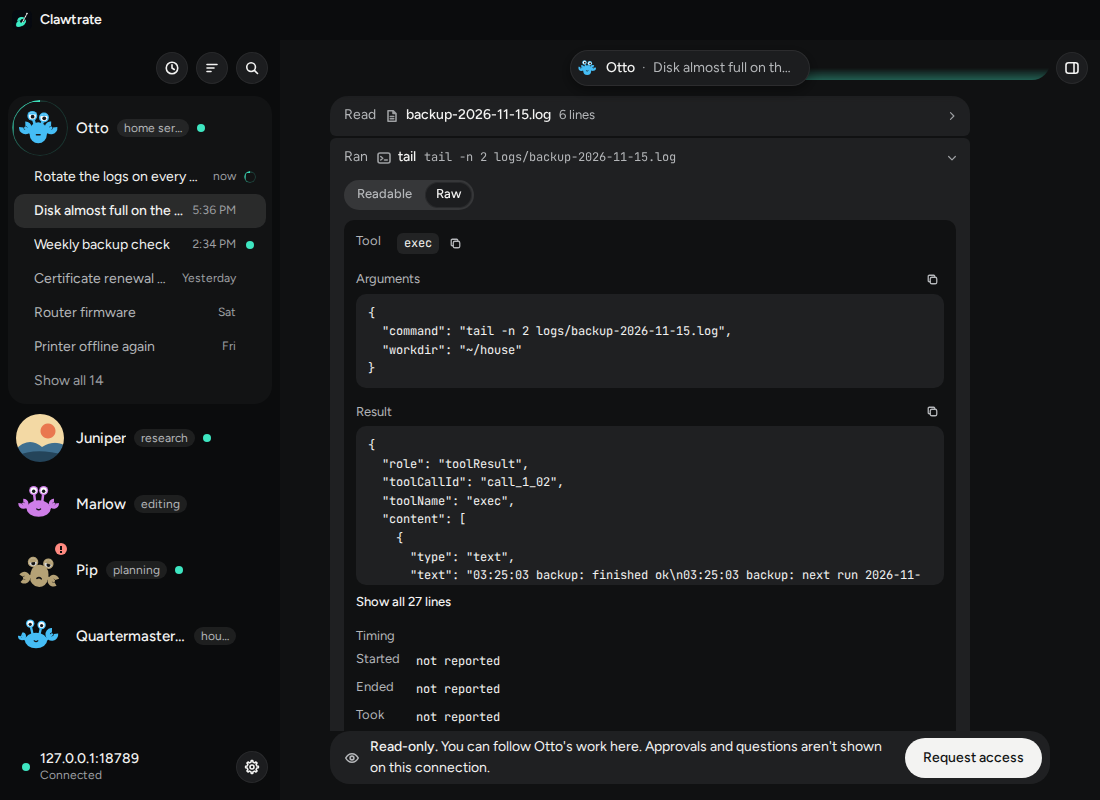 Clawtrate
Otto · Disk almost full on th...
Otto home ser...
Rotate the logs on every ... now
Disk almost full on the ... 5:36 PM
Weekly backup check 2:34 PM
Certificate renewal ... Yesterday
Router firmware Sat
Printer offline again Fri
Show all 14
Juniper research
Marlow editing
Pip planning
Quartermaster... hou...
127.0.0.1:18789
Connected
Read backup-2026-11-15.log 6 lines
Ran tail tail -n 2 logs/backup-2026-11-15.log
Readable Raw
Tool exec
Arguments
{
"command": "tail -n 2 logs/backup-2026-11-15.log",
"workdir": "~/house"
}
Result
{
"role": "toolResult",
"toolCallId": "call_1_02",
"toolName": "exec",
"content": [
{
"type": "text",
"text": "03:25:03 backup: finished ok\n03:25:03 backup: next run 2026-11-
Show all 27 lines
Timing
Started not reported
Ended not reported
Took not reported
Read-only. You can follow Otto's work here. Approvals and questions aren't shown
on this connection.
Request access